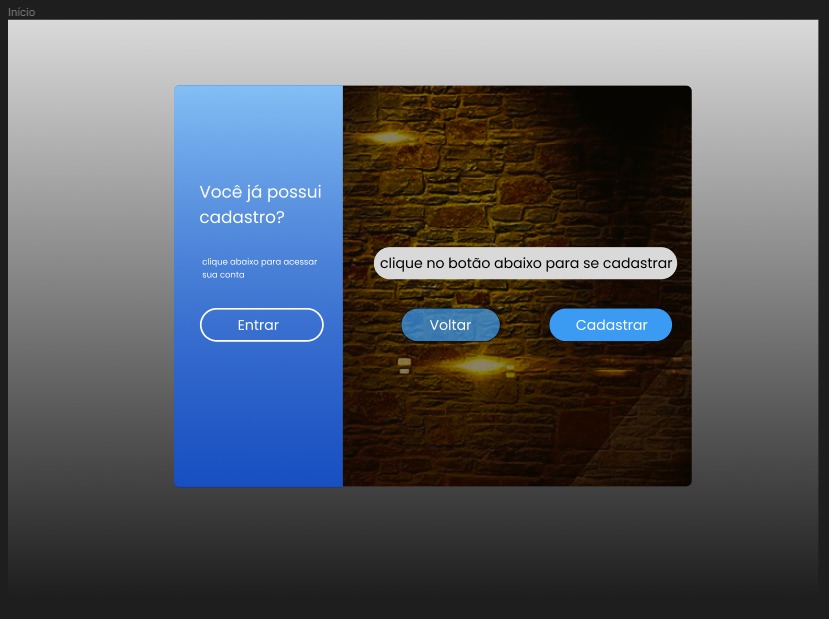 Início
Você já possui
cadastro?
clique abaixo para acessar
sua conta
Entrar
clique no botão abaixo para se cadastrar
Voltar
Cadastrar